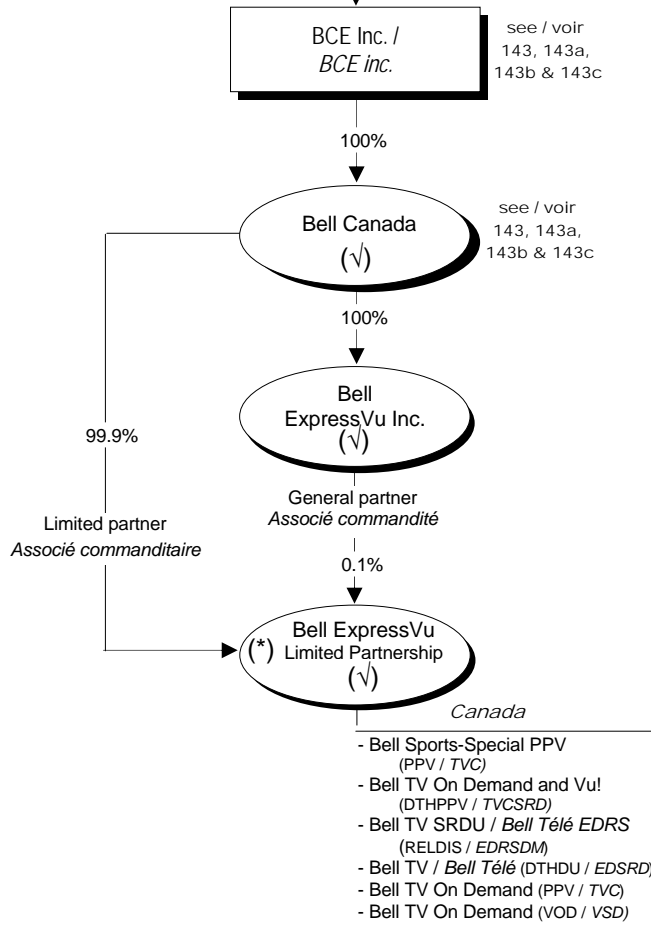 BCE Inc. /
BCE inc.
see / voir
143, 143a,
143b & 143c
100%
Bell Canada
(√)
see / voir
143, 143a,
143b & 143c
100%
Bell
ExpressVu Inc.
(√)
99.9%
General partner
Associé commandité
Limited partner
Associé commanditaire
0.1%
(*) Bell ExpressVu
Limited Partnership
(√)
Canada
- Bell Sports-Special PPV
(PPV / TVC)
- Bell TV On Demand and Vu!
(DTHPPV / TVCSRD)
- Bell TV SRDU / Bell Télé EDRS
(RELDIS / EDRSDM)
- Bell TV / Bell Télé (DTHDU / EDSRD)
- Bell TV On Demand (PPV / TVC)
- Bell TV On Demand (VOD / VSD)